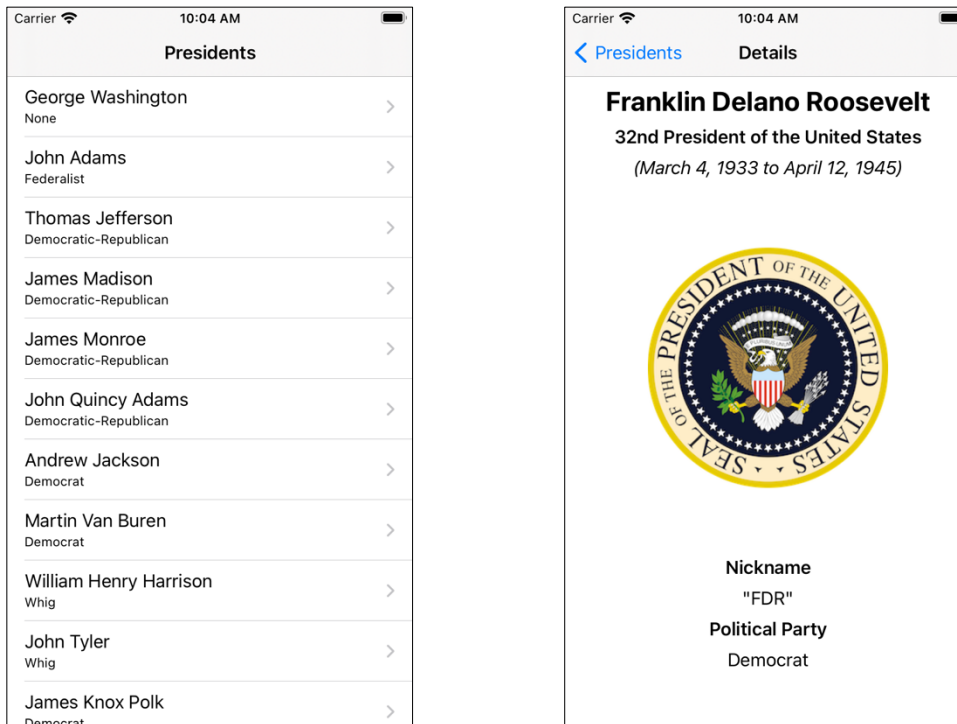 Carrier
10:04 AM
Presidents
George Washington
None
John Adams
Federalist
Thomas Jefferson
Democratic-Republican
James Madison
Democratic-Republican
James Monroe
Democratic-Republican
John Quincy Adams
Democratic-Republican
Andrew Jackson
Democrat
Martin Van Buren
Democrat
William Henry Harrison
Whig
John Tyler
Whig
James Knox Polk
Democrat
Carrier
10:04 AM
Presidents
Details
Franklin Delano Roosevelt
32nd President of the United States
(March 4, 1933 to April 12, 1945)
SEAL OF THE PRESIDENT OF THE UNITED STATES
E PLURIBUS UNUM
Nickname
"FDR"
Political Party
Democrat